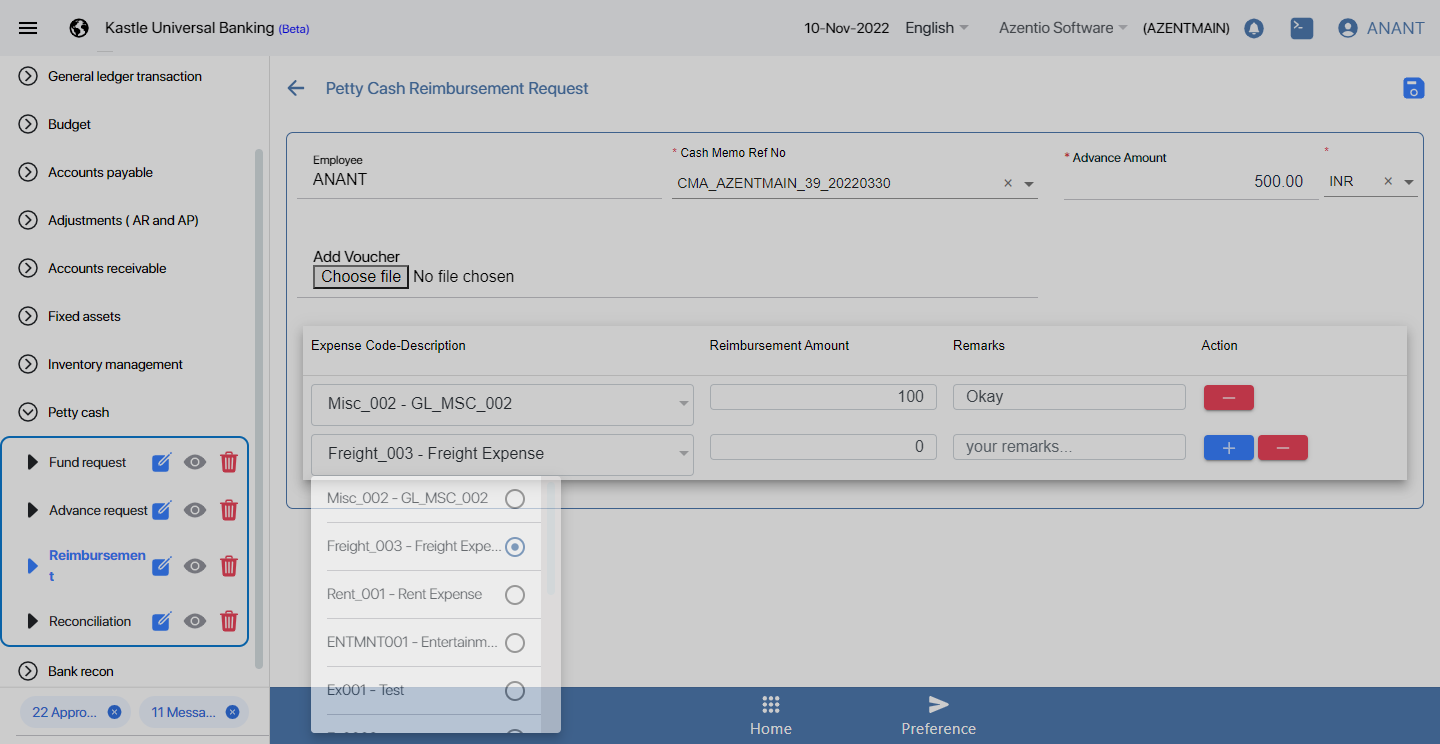 Kastle Universal Banking (Beta)
10-Nov-2022
English
Azentio Software
(AZENTMAIN)
ANANT
General ledger transaction
Budget
Accounts payable
Adjustments ( AR and AP)
Accounts receivable
Fixed assets
Inventory management
Petty cash
Fund request
Advance request
Reimbursemen
t
Reconciliation
Bank recon
22 Appro...
11 Messa...
Petty Cash Reimbursement Request
Employee
ANANT
* Cash Memo Ref No
CMA_AZENTMAIN_39_20220330
* Advance Amount
500.00
*
INR
Add Voucher
Choose file No file chosen
Expense Code-Description
Reimbursement Amount
Remarks
Action
Misc_002 - GL_MSC_002
100
Okay
Freight_003 - Freight Expense
0
your remarks...
Misc_002 - GL_MSC_002
Freight_003 - Freight Expe...
Rent_001 - Rent Expense
ENTMNT001 - Entertainm...
Ex001 - Test
Home
Preference